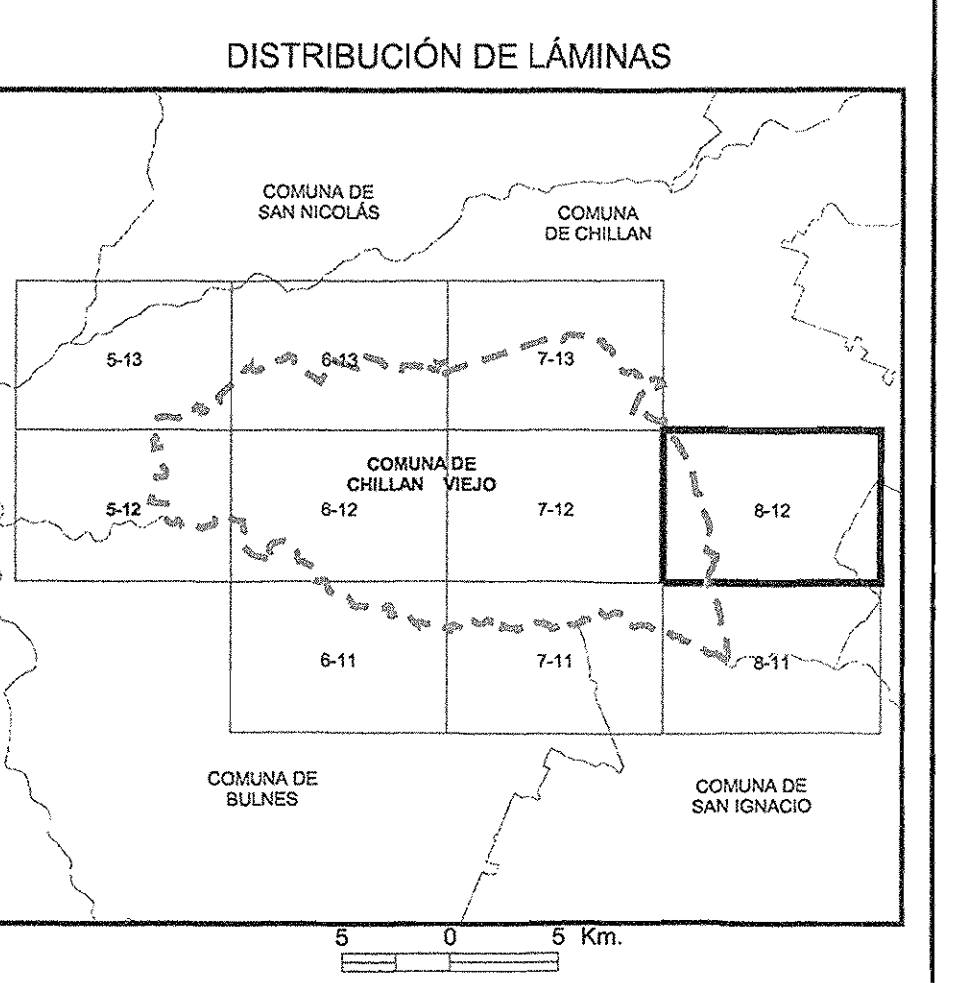 DISTRIBUCIÓN DE LÁMINAS
COMUNA DE
SAN NICOLÁS
COMUNA
DE CHILLAN
5-13
6-13
7-13
COMUNA DE
CHILLAN VIEJO
5-12
6-12
7-12
8-12
6-11
7-11
8-11
COMUNA DE
BULNES
COMUNA DE
SAN IGNACIO
5 0 5 Km.